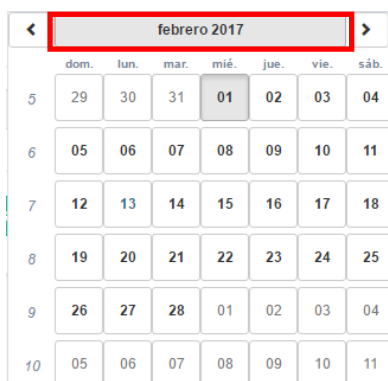 febrero 2017
dom. lun. mar. mié. jue. vie. sáb.
5 29 30 31 01 02 03 04
6 05 06 07 08 09 10 11
7 12 13 14 15 16 17 18
8 19 20 21 22 23 24 25
9 26 27 28 01 02 03 04
10 05 06 07 08 09 10 11